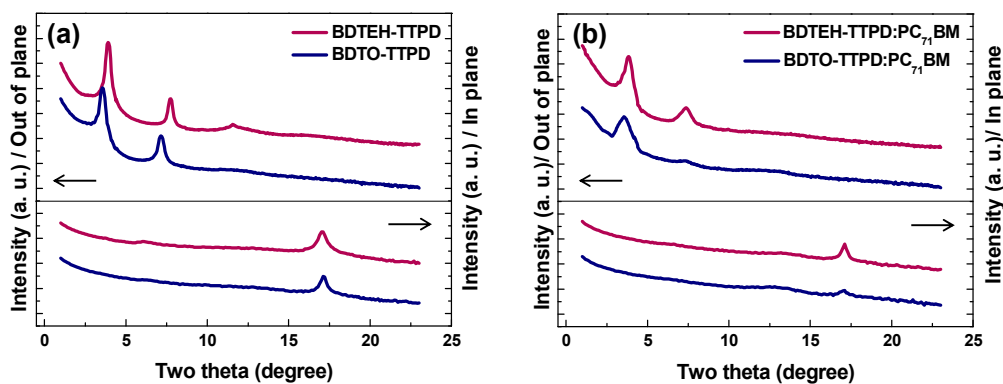 (a)
BDTEH-TTPD
BDTO-TTPD
Intensity (a. u.) / Out of plane
Intensity (a. u.) / In plane
0 5 10 15 20 25
Two theta (degree)
(b)
BDTEH-TTPD:PC₇₁BM
BDTO-TTPD:PC₇₁BM
Intensity (a. u.)/ Out of plane
Intensity (a. u.)/ In plane
0 5 10 15 20 25
Two theta (degree)